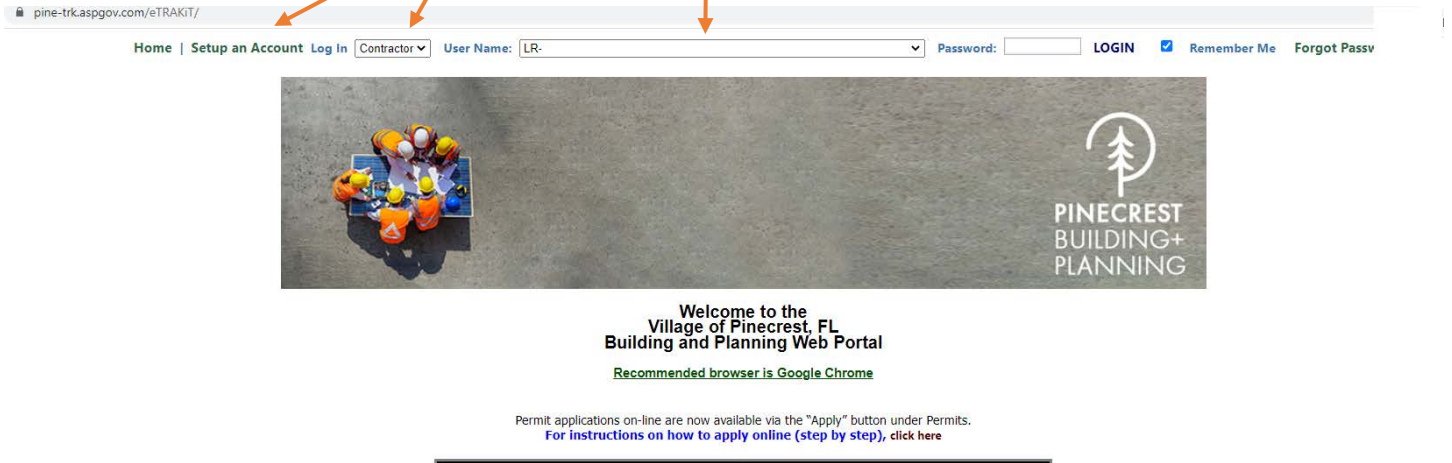 pine-trk.aspgov.com/eTRAKiT/
Home | Setup an Account Log In Contractor User Name: LR- Password: LOGIN Remember Me Forgot Passw
PINECREST
BUILDING+
PLANNING
Welcome to the
Village of Pinecrest, FL
Building and Planning Web Portal
Recommended browser is Google Chrome
Permit applications on-line are now available via the "Apply" button under Permits.
For instructions on how to apply online (step by step), click here